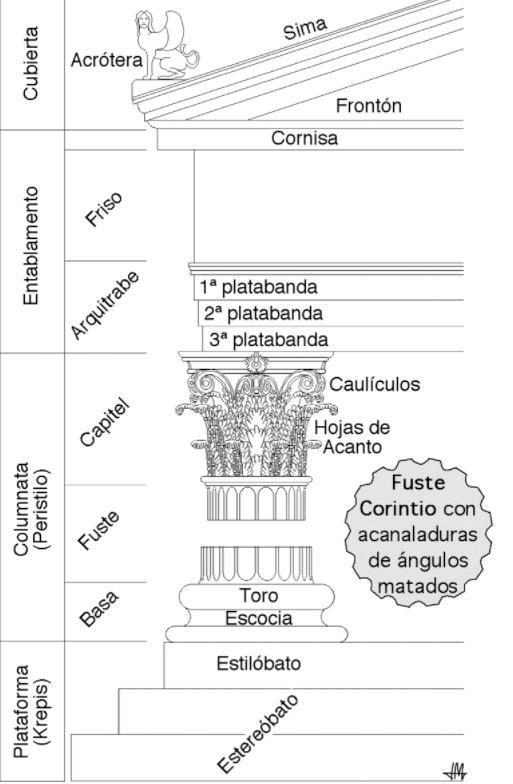 Cubierta
Acrótera
Sima
Frontón
Cornisa
Entablamento
Friso
Arquitrabe
1ª platabanda
2ª platabanda
3ª platabanda
Columnata
(Peristilo)
Capitel
Caulículos
Hojas de
Acanto
Fuste
Fuste
Corintio con
acanaladuras
de ángulos
matados
Basa
Toro
Escocia
Plataforma
(Krepis)
Estilóbato
Estereóbato